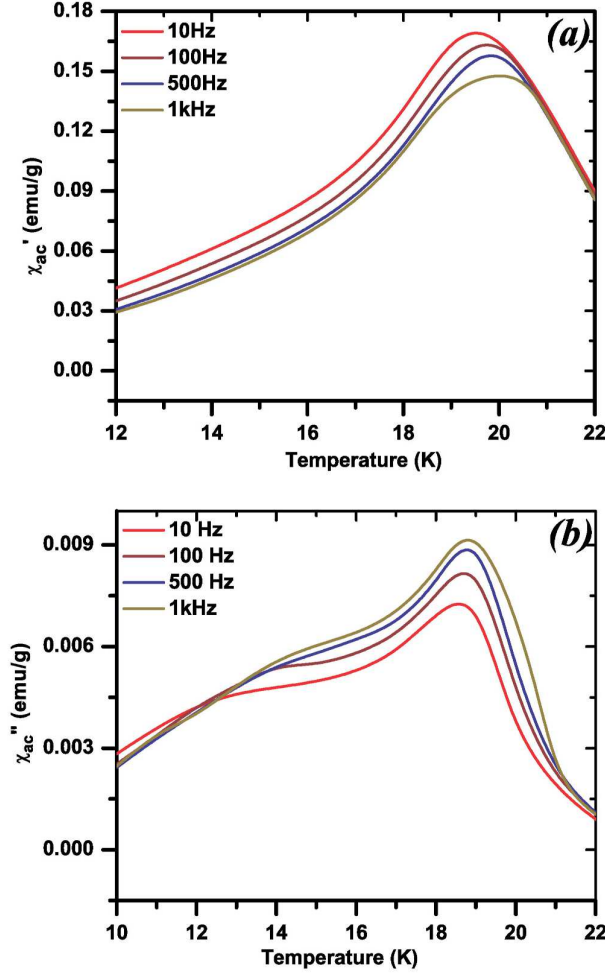 (a)
10Hz
100Hz
500Hz
1kHz
0.18
0.15
0.12
0.09
0.06
0.03
0.00
χac' (emu/g)
12 14 16 18 20 22
Temperature (K)
(b)
10 Hz
100 Hz
500 Hz
1kHz
0.009
0.006
0.003
0.000
χac'' (emu/g)
10 12 14 16 18 20 22
Temperature (K)